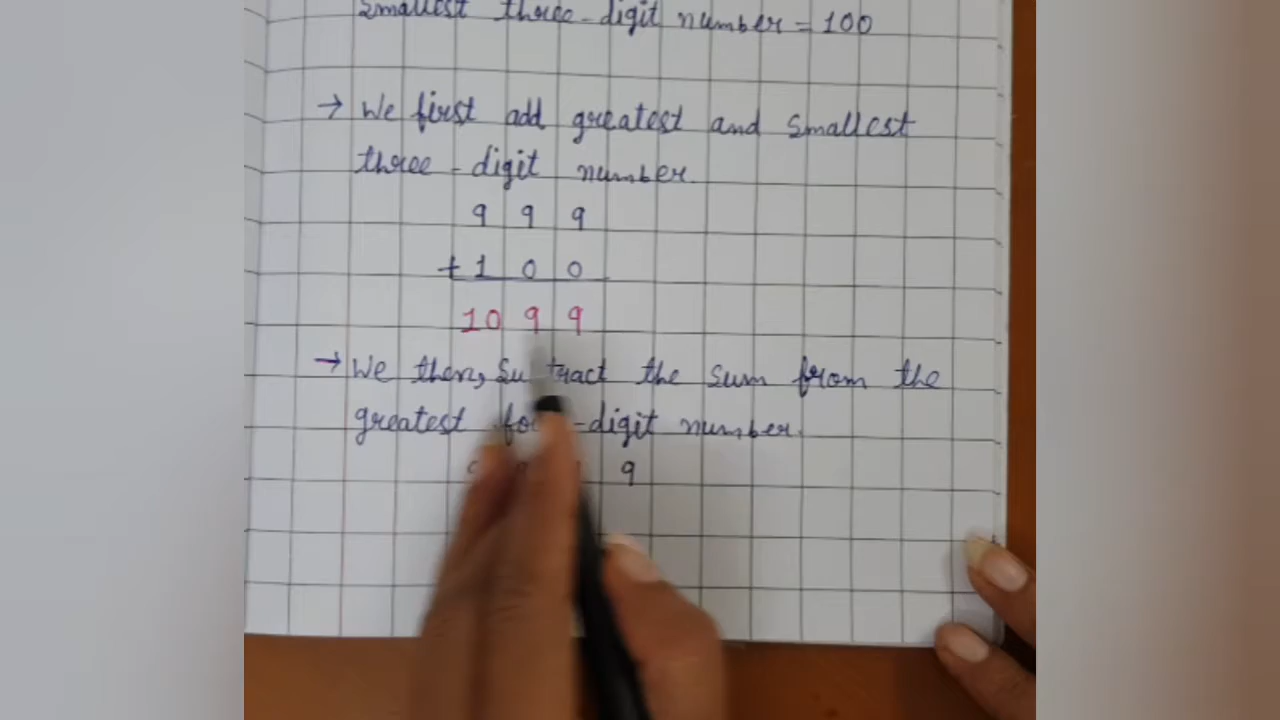 Smallest three-digit number = 100
→ We first add greatest and smallest
three-digit number.
9 9 9
+ 1 0 0
10 9 9
→ We then, the sum from the
greatest -digit number.
9